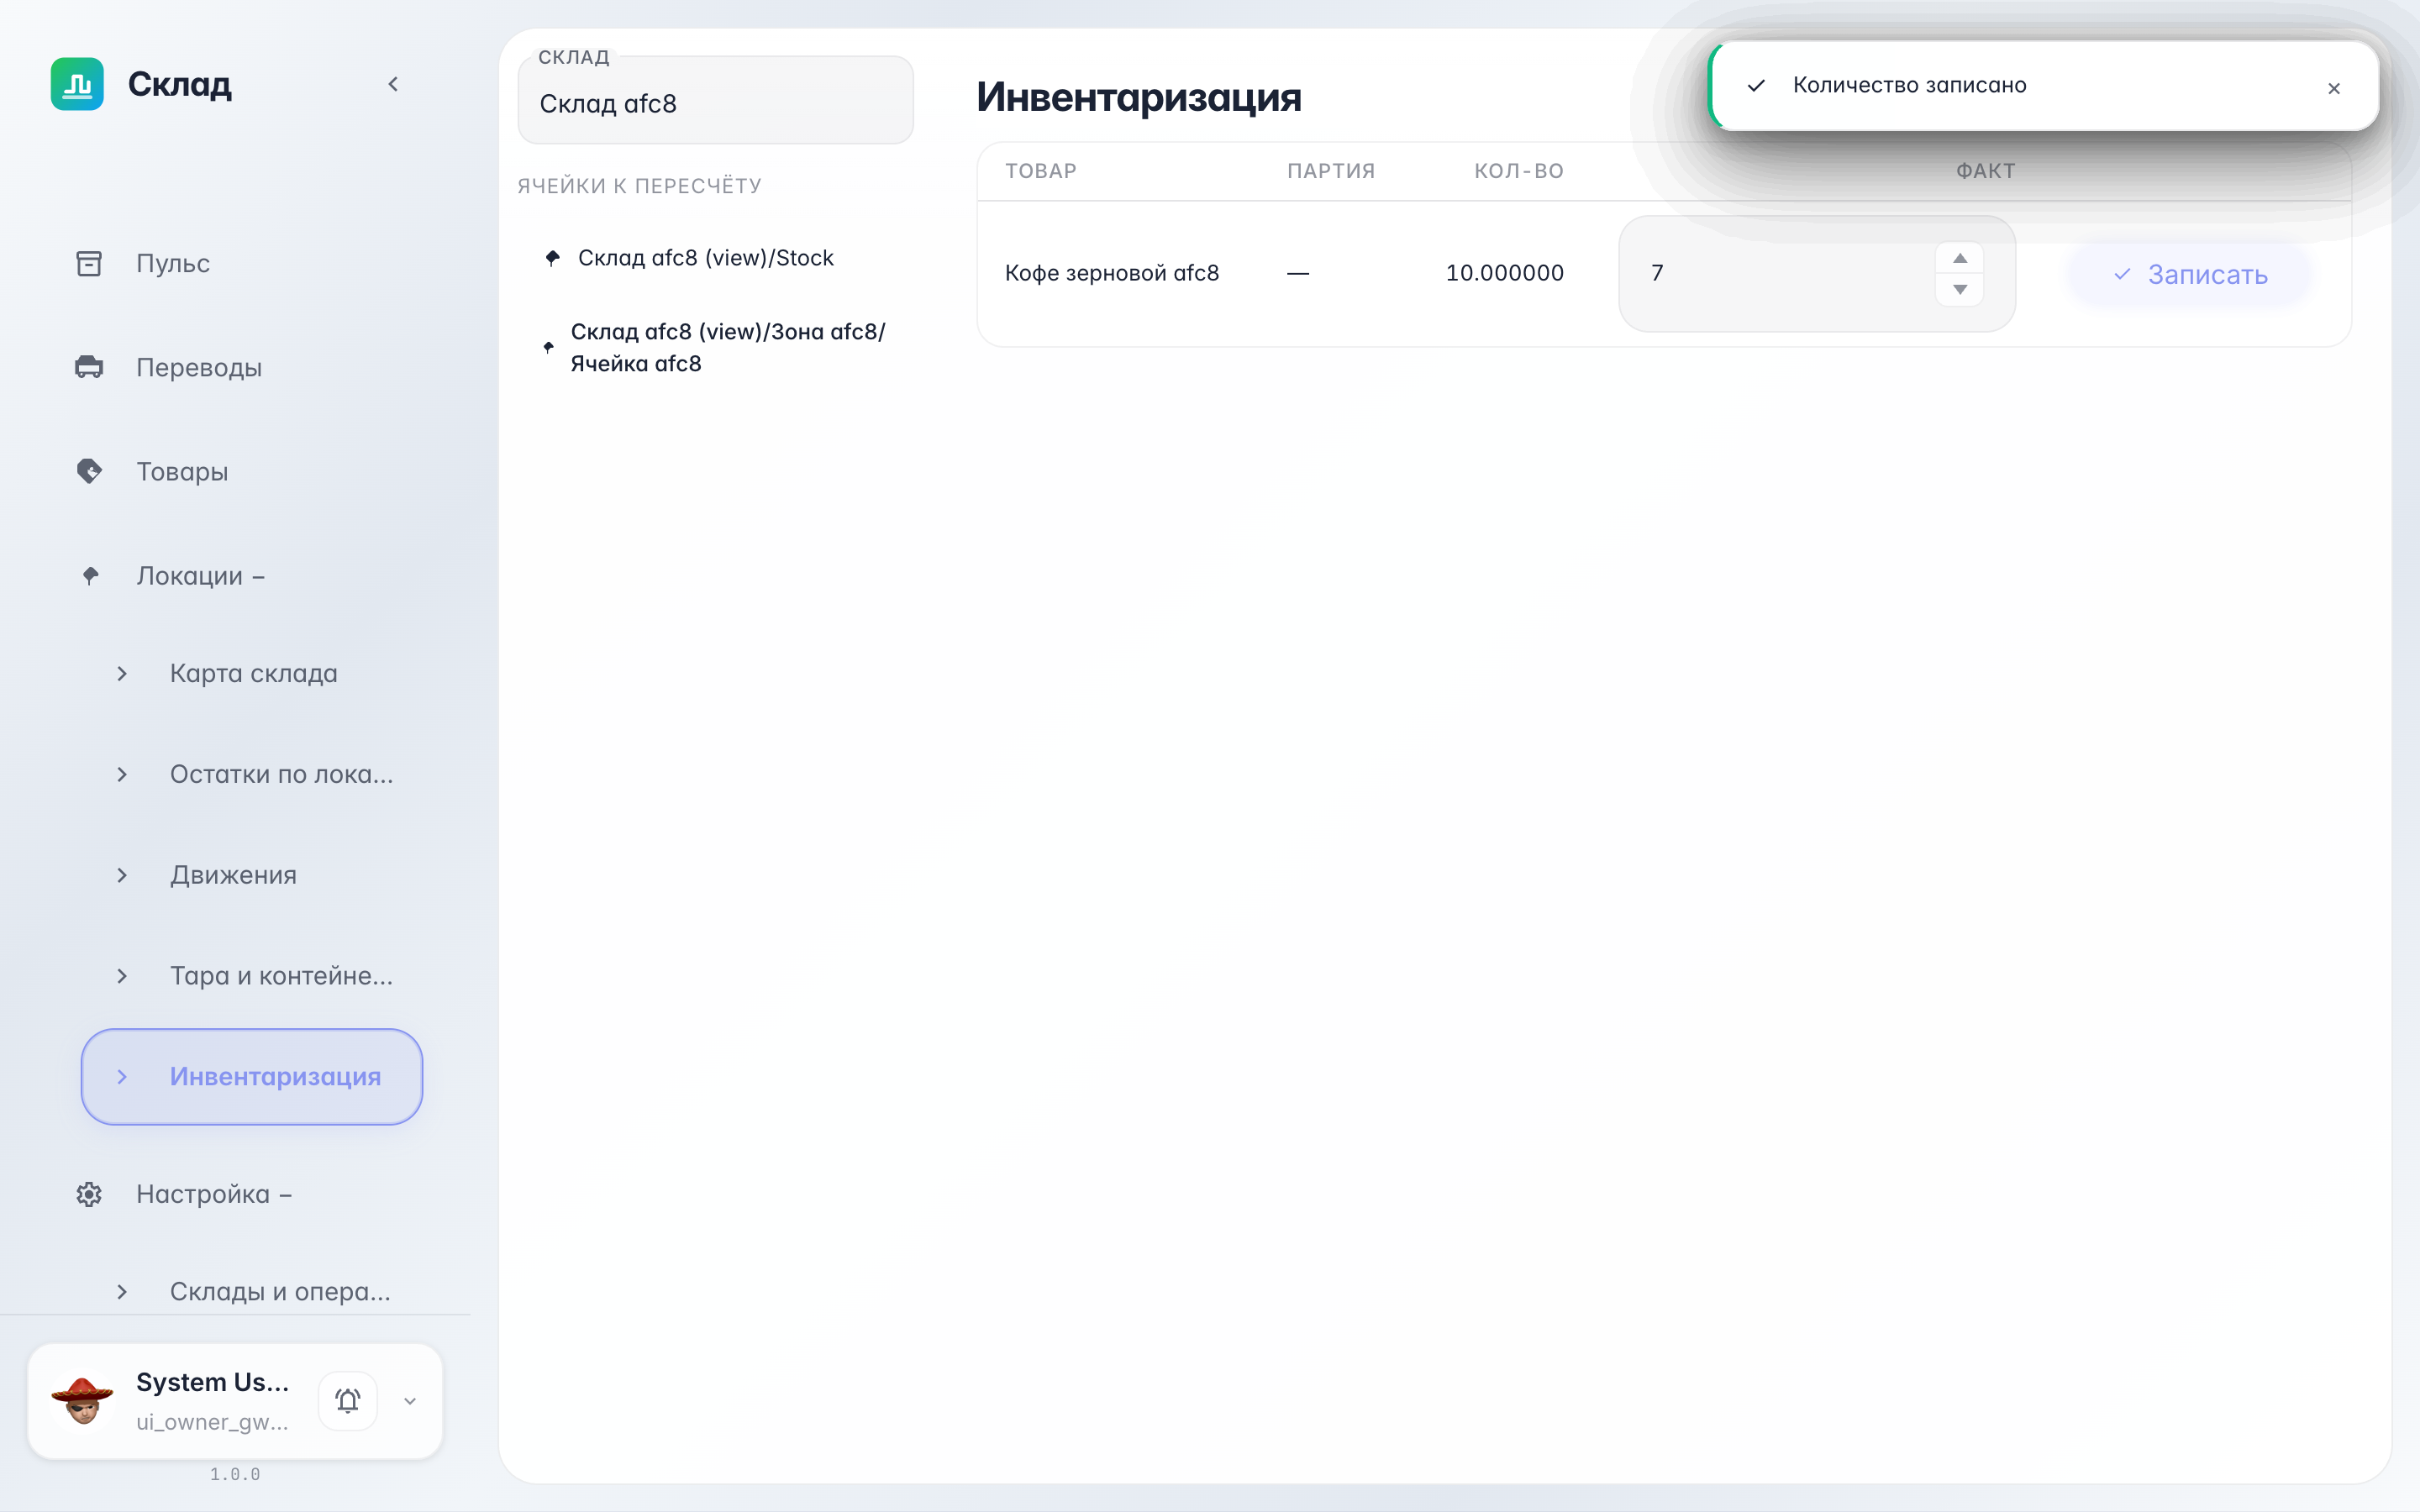 Склад
Пульс
Переводы
Товары
Локации –
Карта склада
Остатки по лока...
Движения
Тара и контейне...
Инвентаризация
Настройка –
Склады и опера...
System Us...
ui_owner_gw...
1.0.0
СКЛАД
Склад afc8
ЯЧЕЙКИ К ПЕРЕСЧЁТУ
Склад afc8 (view)/Stock
Склад afc8 (view)/Зона afc8/
Ячейка afc8
Инвентаризация
Количество записано
ТОВАР ПАРТИЯ КОЛ-ВО ФАКТ
Кофе зерновой afc8 — 10.000000 7 Записать